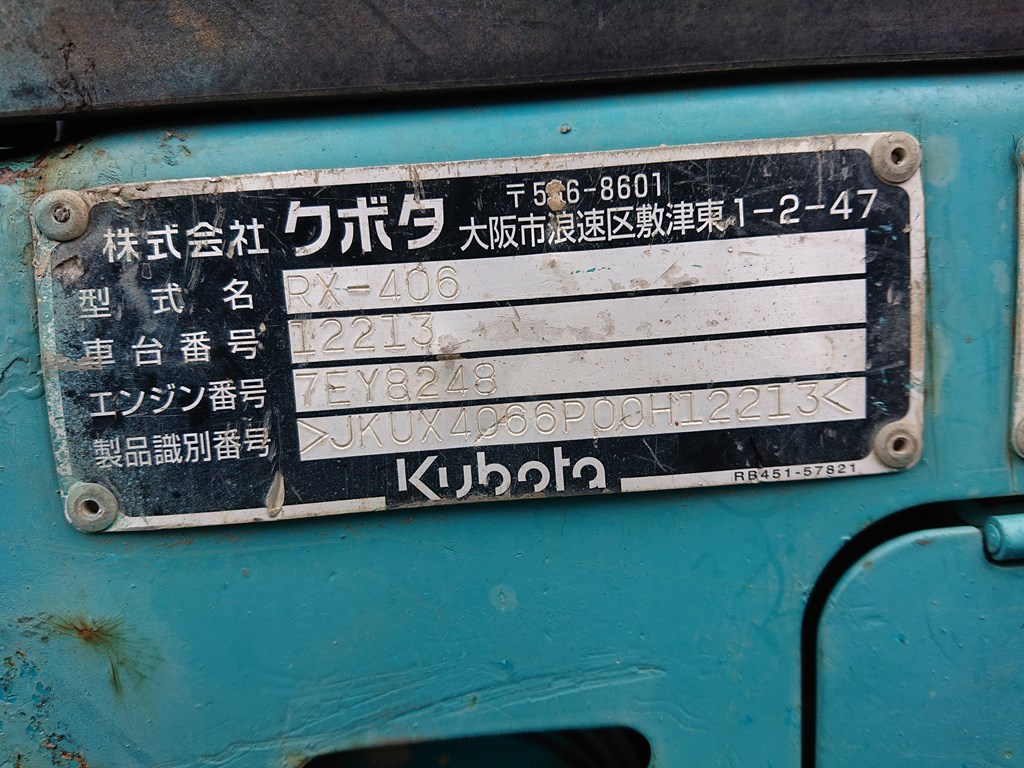 〒556-8601
株式会社 クボタ 大阪市浪速区敷津東1-2-47
型式名 RX-406
車台番号 12213
エンジン番号 7EY8248
製品識別番号 >JKUX4066P00H12213<
Kubota
RB451-57821